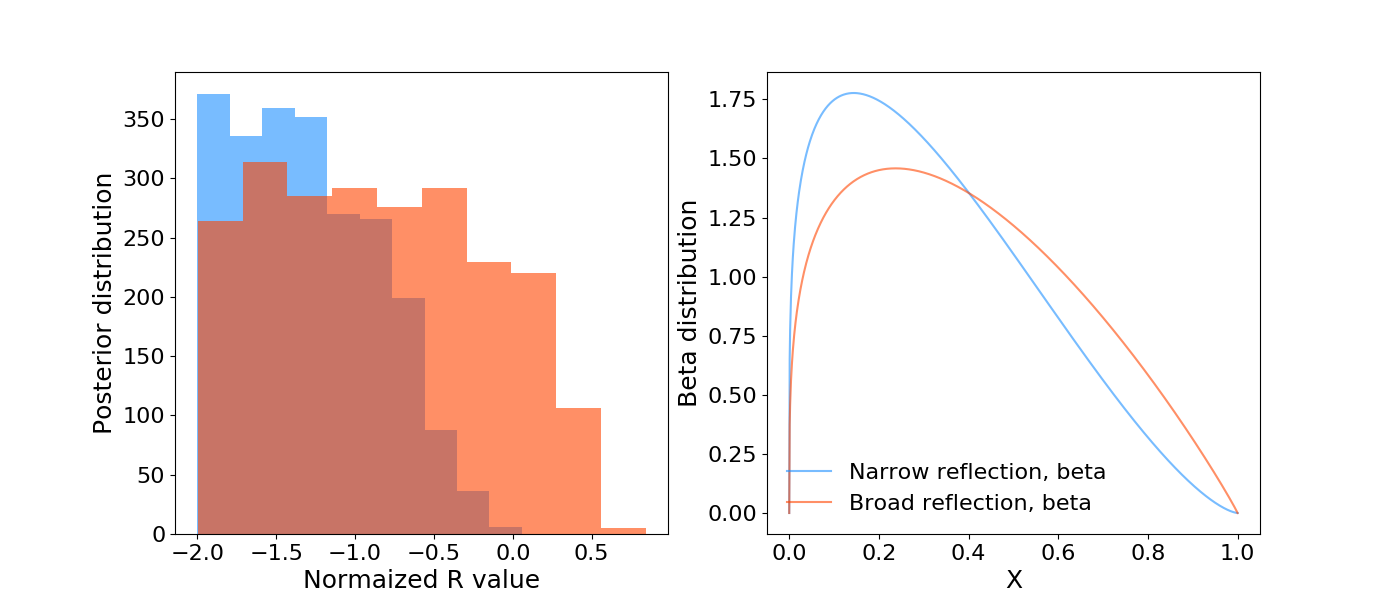 Posterior distribution
350
300
250
200
150
100
50
0
−2.0 −1.5 −1.0 −0.5 0.0 0.5
Normaized R value
Beta distribution
1.75
1.50
1.25
1.00
0.75
0.50
0.25
0.00
Narrow reflection, beta
Broad reflection, beta
0.0 0.2 0.4 0.6 0.8 1.0
X